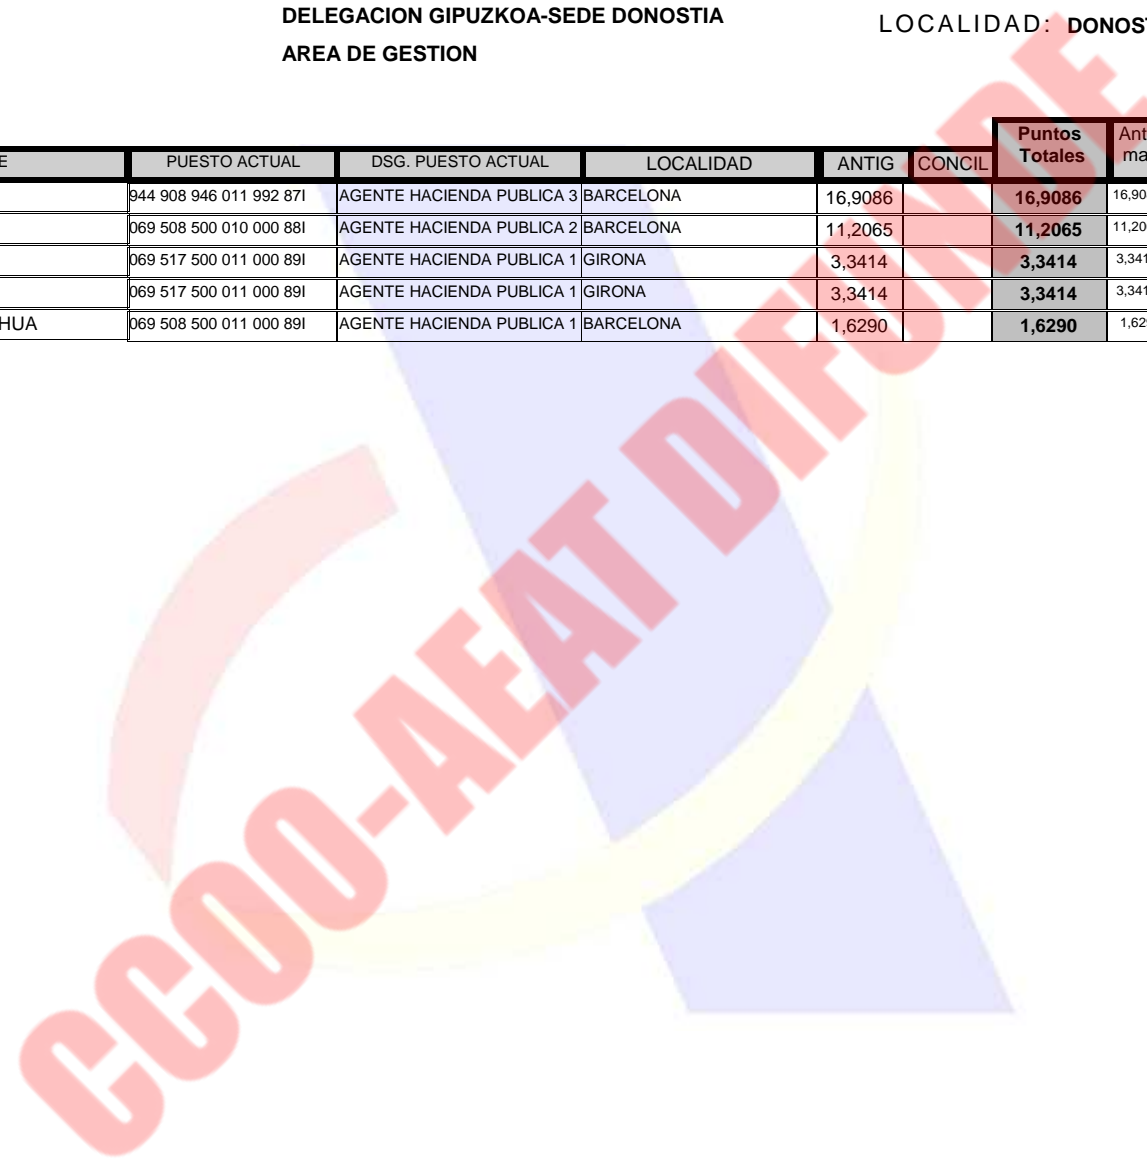 DELEGACION GIPUZKOA-SEDE DONOSTIA
LOCALIDAD: DONOST
AREA DE GESTION
E PUESTO ACTUAL DSG. PUESTO ACTUAL LOCALIDAD ANTIG CONCIL Puntos Totales Ant ma
944 908 946 011 992 87I AGENTE HACIENDA PUBLICA 3 BARCELONA 16,9086 16,9086 16,90
069 508 500 010 000 88I AGENTE HACIENDA PUBLICA 2 BARCELONA 11,2065 11,2065 11,20
069 517 500 011 000 89I AGENTE HACIENDA PUBLICA 1 GIRONA 3,3414 3,3414 3,341
069 517 500 011 000 89I AGENTE HACIENDA PUBLICA 1 GIRONA 3,3414 3,3414 3,341
HUA 069 508 500 011 000 89I AGENTE HACIENDA PUBLICA 1 BARCELONA 1,6290 1,6290 1,62
CCOO-AEAT DIFUNDE